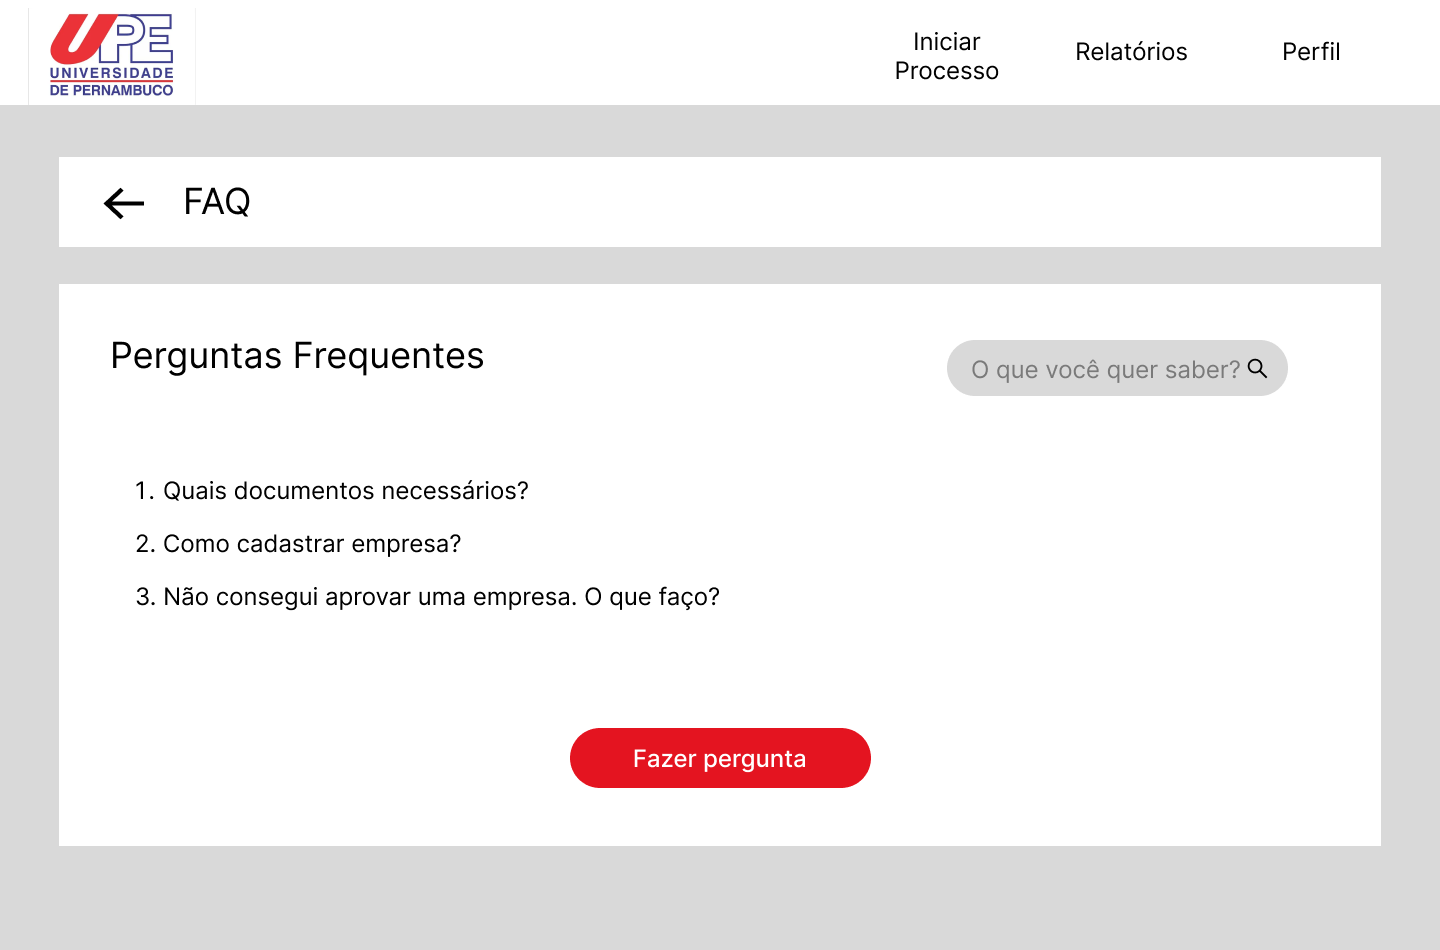 UPE
UNIVERSIDADE
DE PERNAMBUCO
Iniciar
Processo
Relatórios
Perfil
FAQ
Perguntas Frequentes
O que você quer saber?
1. Quais documentos necessários?
2. Como cadastrar empresa?
3. Não consegui aprovar uma empresa. O que faço?
Fazer pergunta